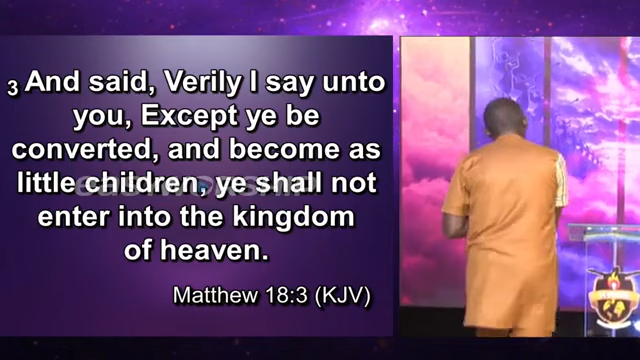 3 And said, Verily I say unto
you, Except ye be
converted, and become as
little children, ye shall not
enter into the kingdom
of heaven.
Matthew 18:3 (KJV)
EASYWORSHIP